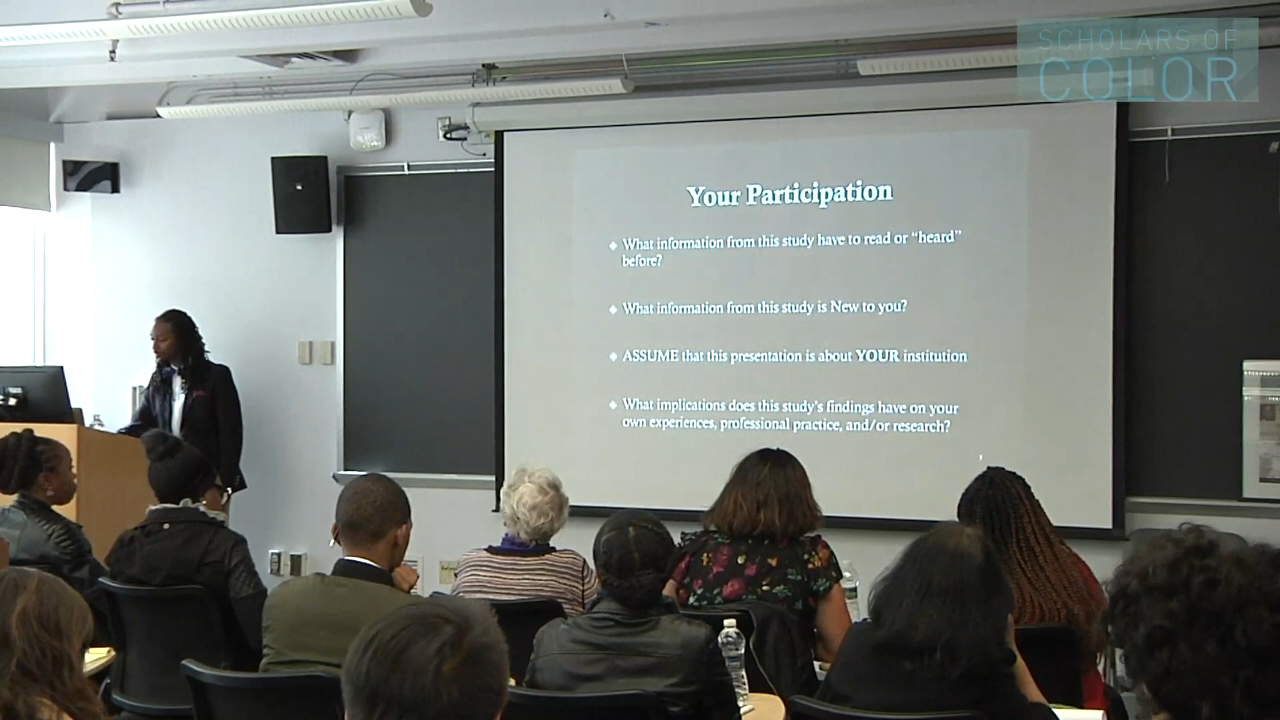 SCHOLARS OF
COLOR
Your Participation
What information from this study have to read or “heard”
before?
What information from this study is New to you?
ASSUME that this presentation is about YOUR institution
What implications does this study's findings have on your
own experiences, professional practice, and/or research?